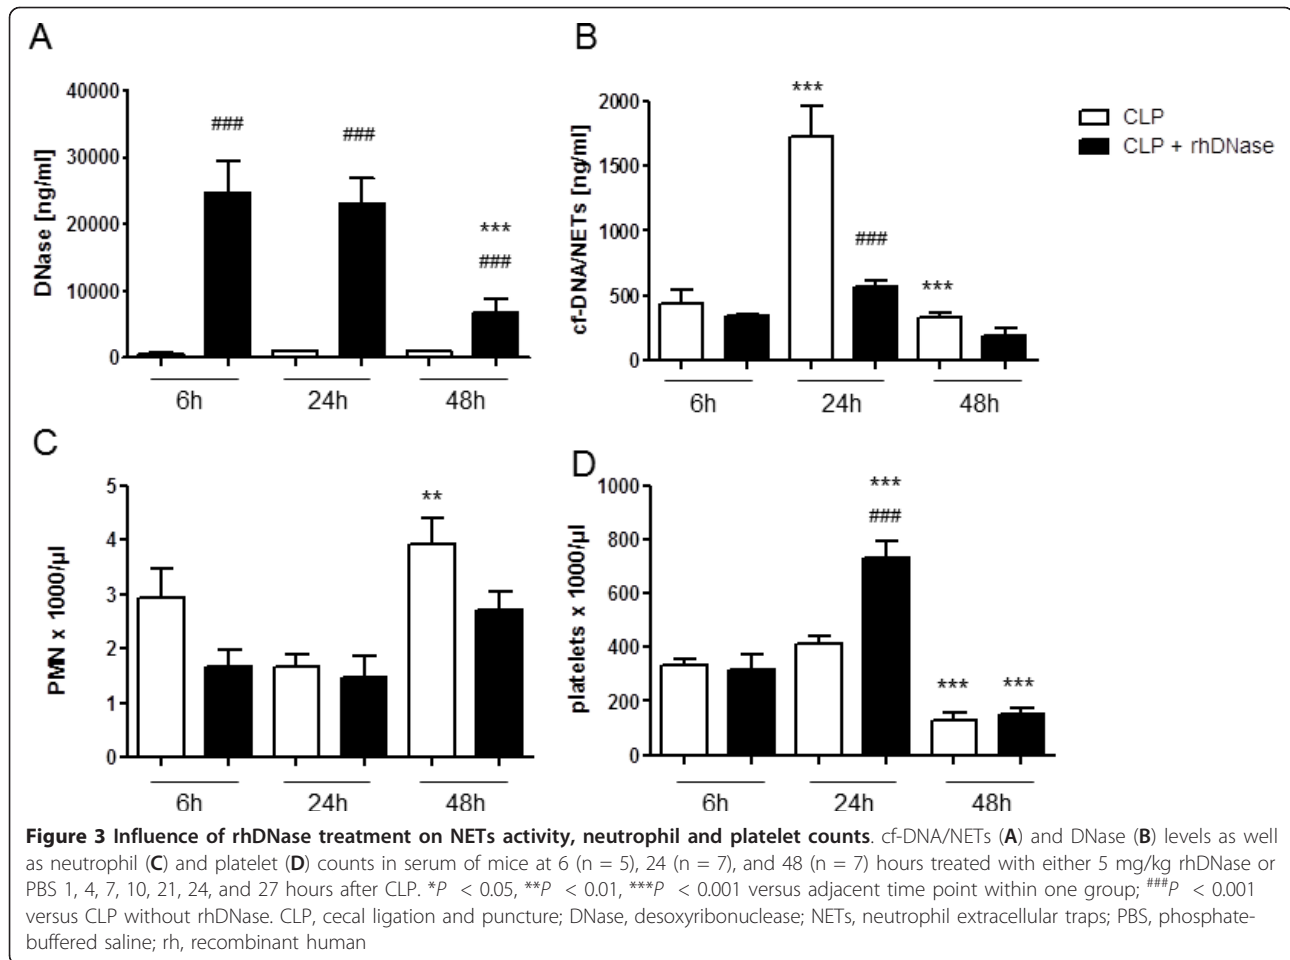 A
DNase [ng/ml]
40000
30000
20000
10000
0
###
###
***
###
6h
24h
48h
B
cf-DNA/NETs [ng/ml]
2000
1500
1000
500
0
***
###
***
6h
24h
48h
CLP
CLP + rhDNase
C
PMN x 1000/µl
5
4
3
2
1
0
**
6h
24h
48h
D
platelets x 1000/µl
1000
800
600
400
200
0
***
###
***
***
6h
24h
48h
Figure 3 Influence of rhDNase treatment on NETs activity, neutrophil and platelet counts. cf-DNA/NETs (A) and DNase (B) levels as well
as neutrophil (C) and platelet (D) counts in serum of mice at 6 (n = 5), 24 (n = 7), and 48 (n = 7) hours treated with either 5 mg/kg rhDNase or
PBS 1, 4, 7, 10, 21, 24, and 27 hours after CLP. *P < 0.05, **P < 0.01, ***P < 0.001 versus adjacent time point within one group; ###P < 0.001
versus CLP without rhDNase. CLP, cecal ligation and puncture; DNase, desoxyribonuclease; NETs, neutrophil extracellular traps; PBS, phosphate-
buffered saline; rh, recombinant human